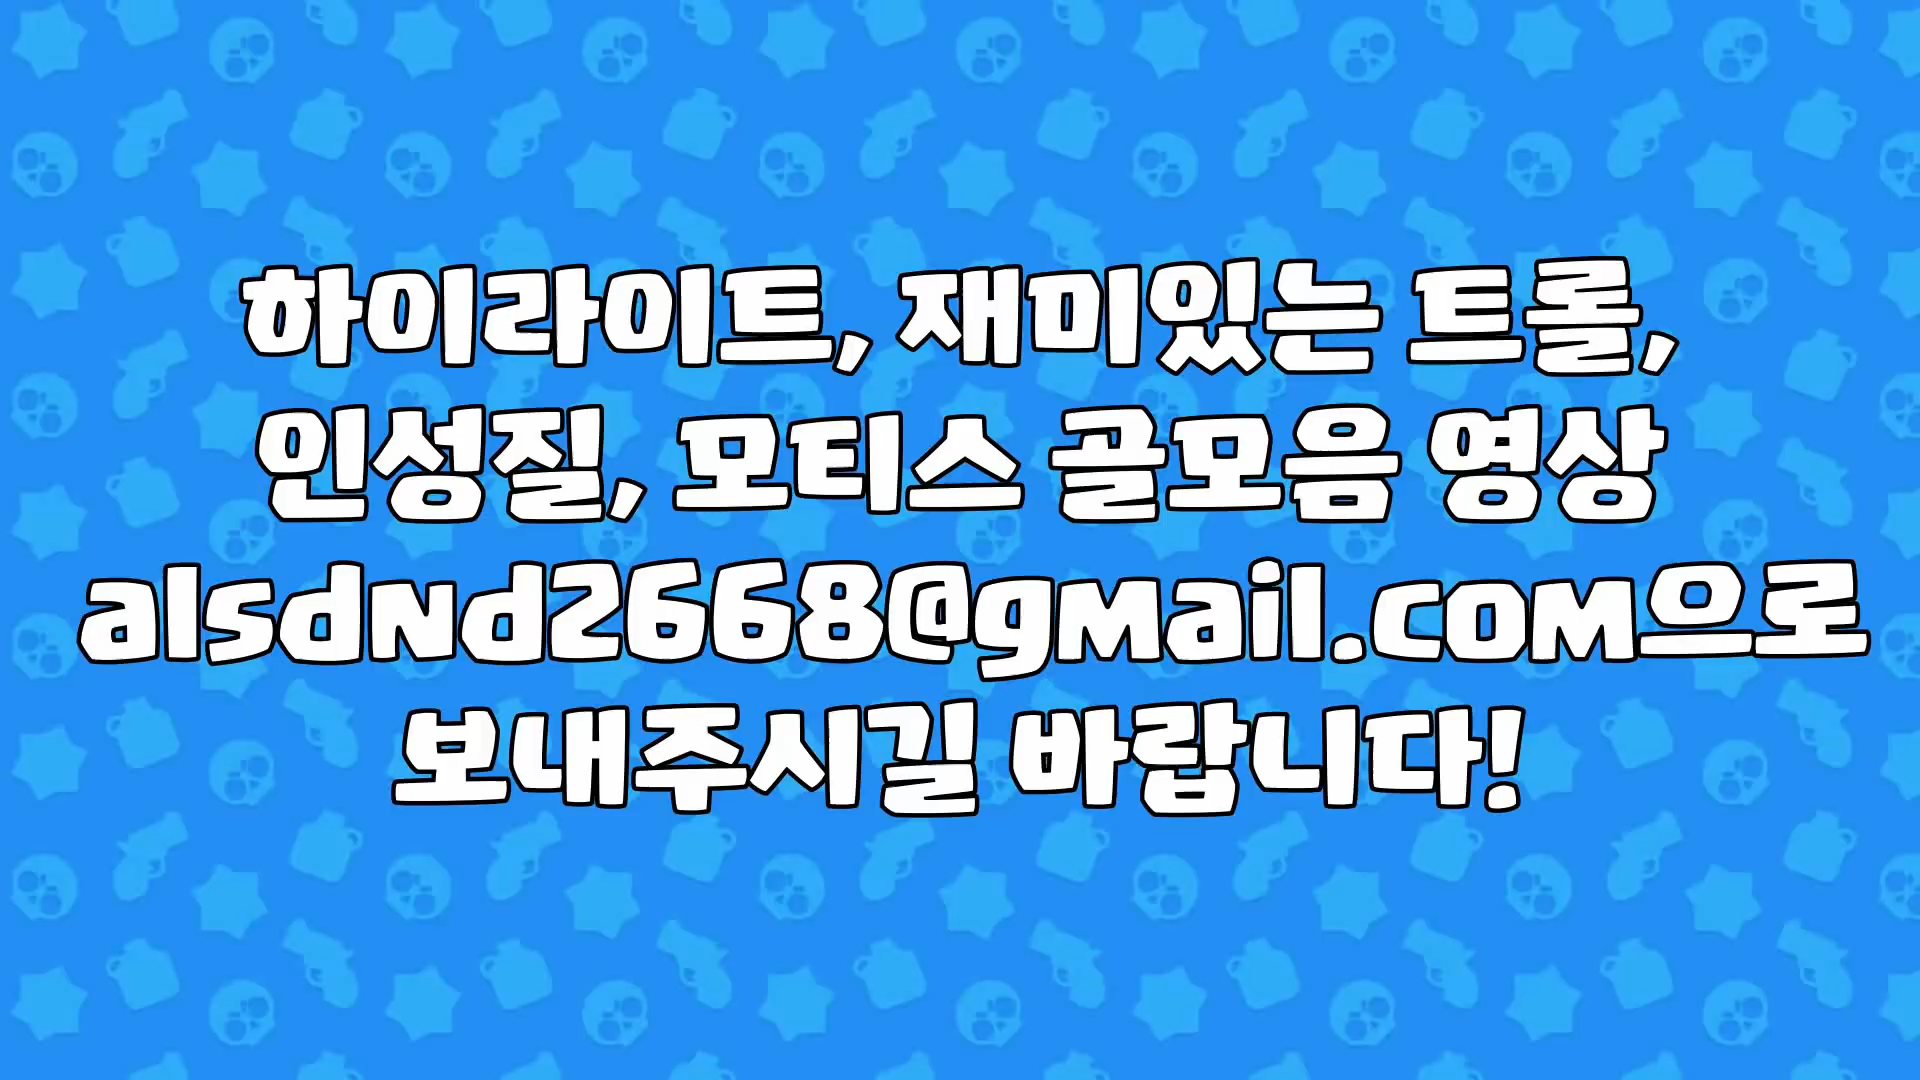 하이라이트, 재미있는 트롤,
인성질, 모티스 골모음 영상
alsdnd2668@gmail.com으로
보내주시길 바랍니다!